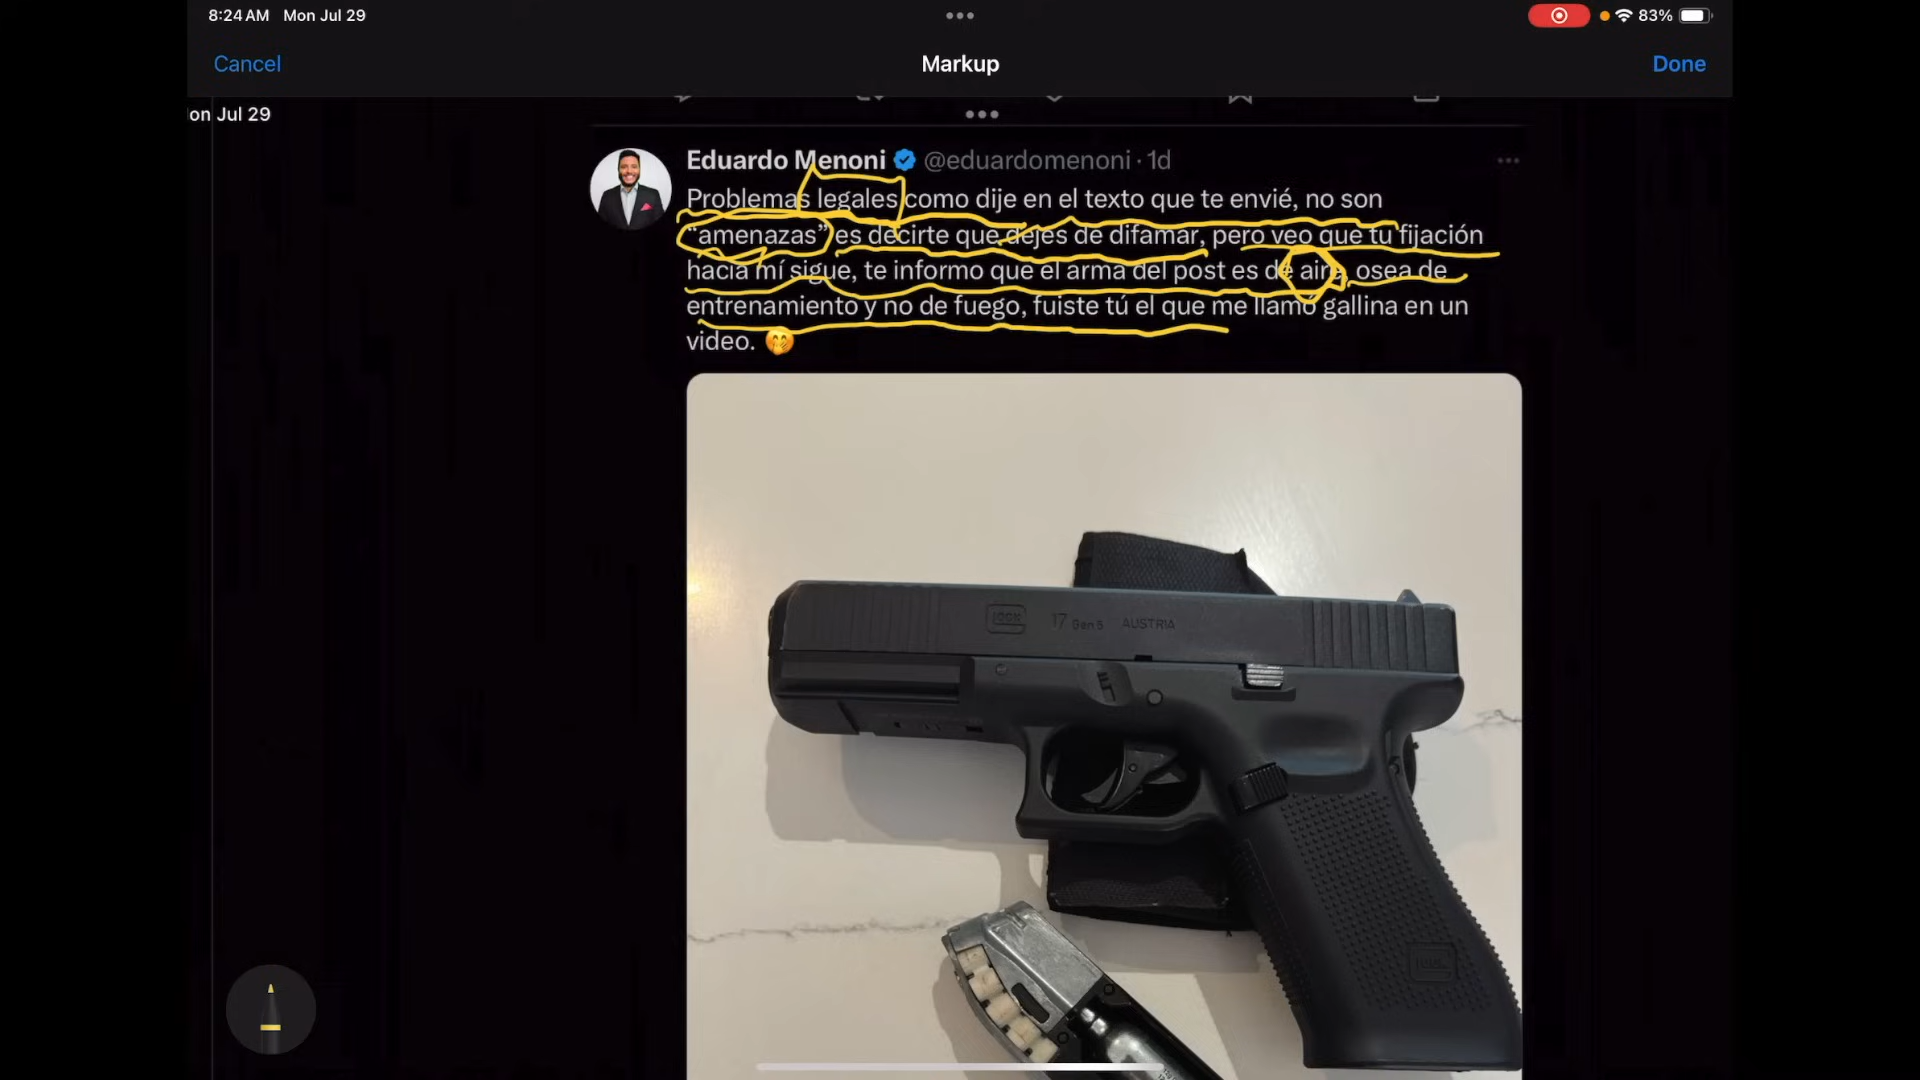 8:24 AM Mon Jul 29
83%
Cancel
Markup
Done
on Jul 29
Eduardo Menoni @eduardomenoni · 1d
Problemas legales como dije en el texto que te envié, no son
“amenazas” es decirte que dejes de difamar, pero veo que tu fijación
hacia mí sigue, te informo que el arma del post es de aire, osea de
entrenamiento y no de fuego, fuiste tú el que me llamó gallina en un
video. 🤭
GLOCK 17 Gen5 AUSTRIA
GLOCK